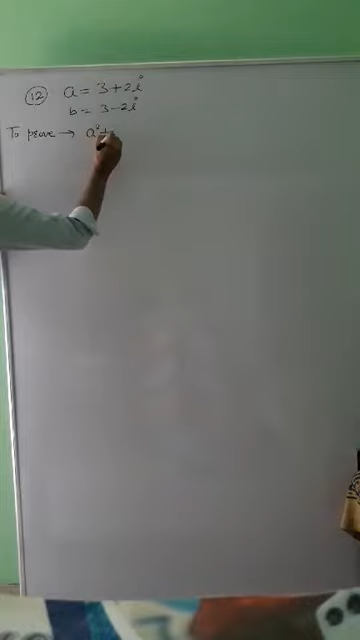 12 a = 3 + 2i
b = 3 - 2i
To prove → a² +